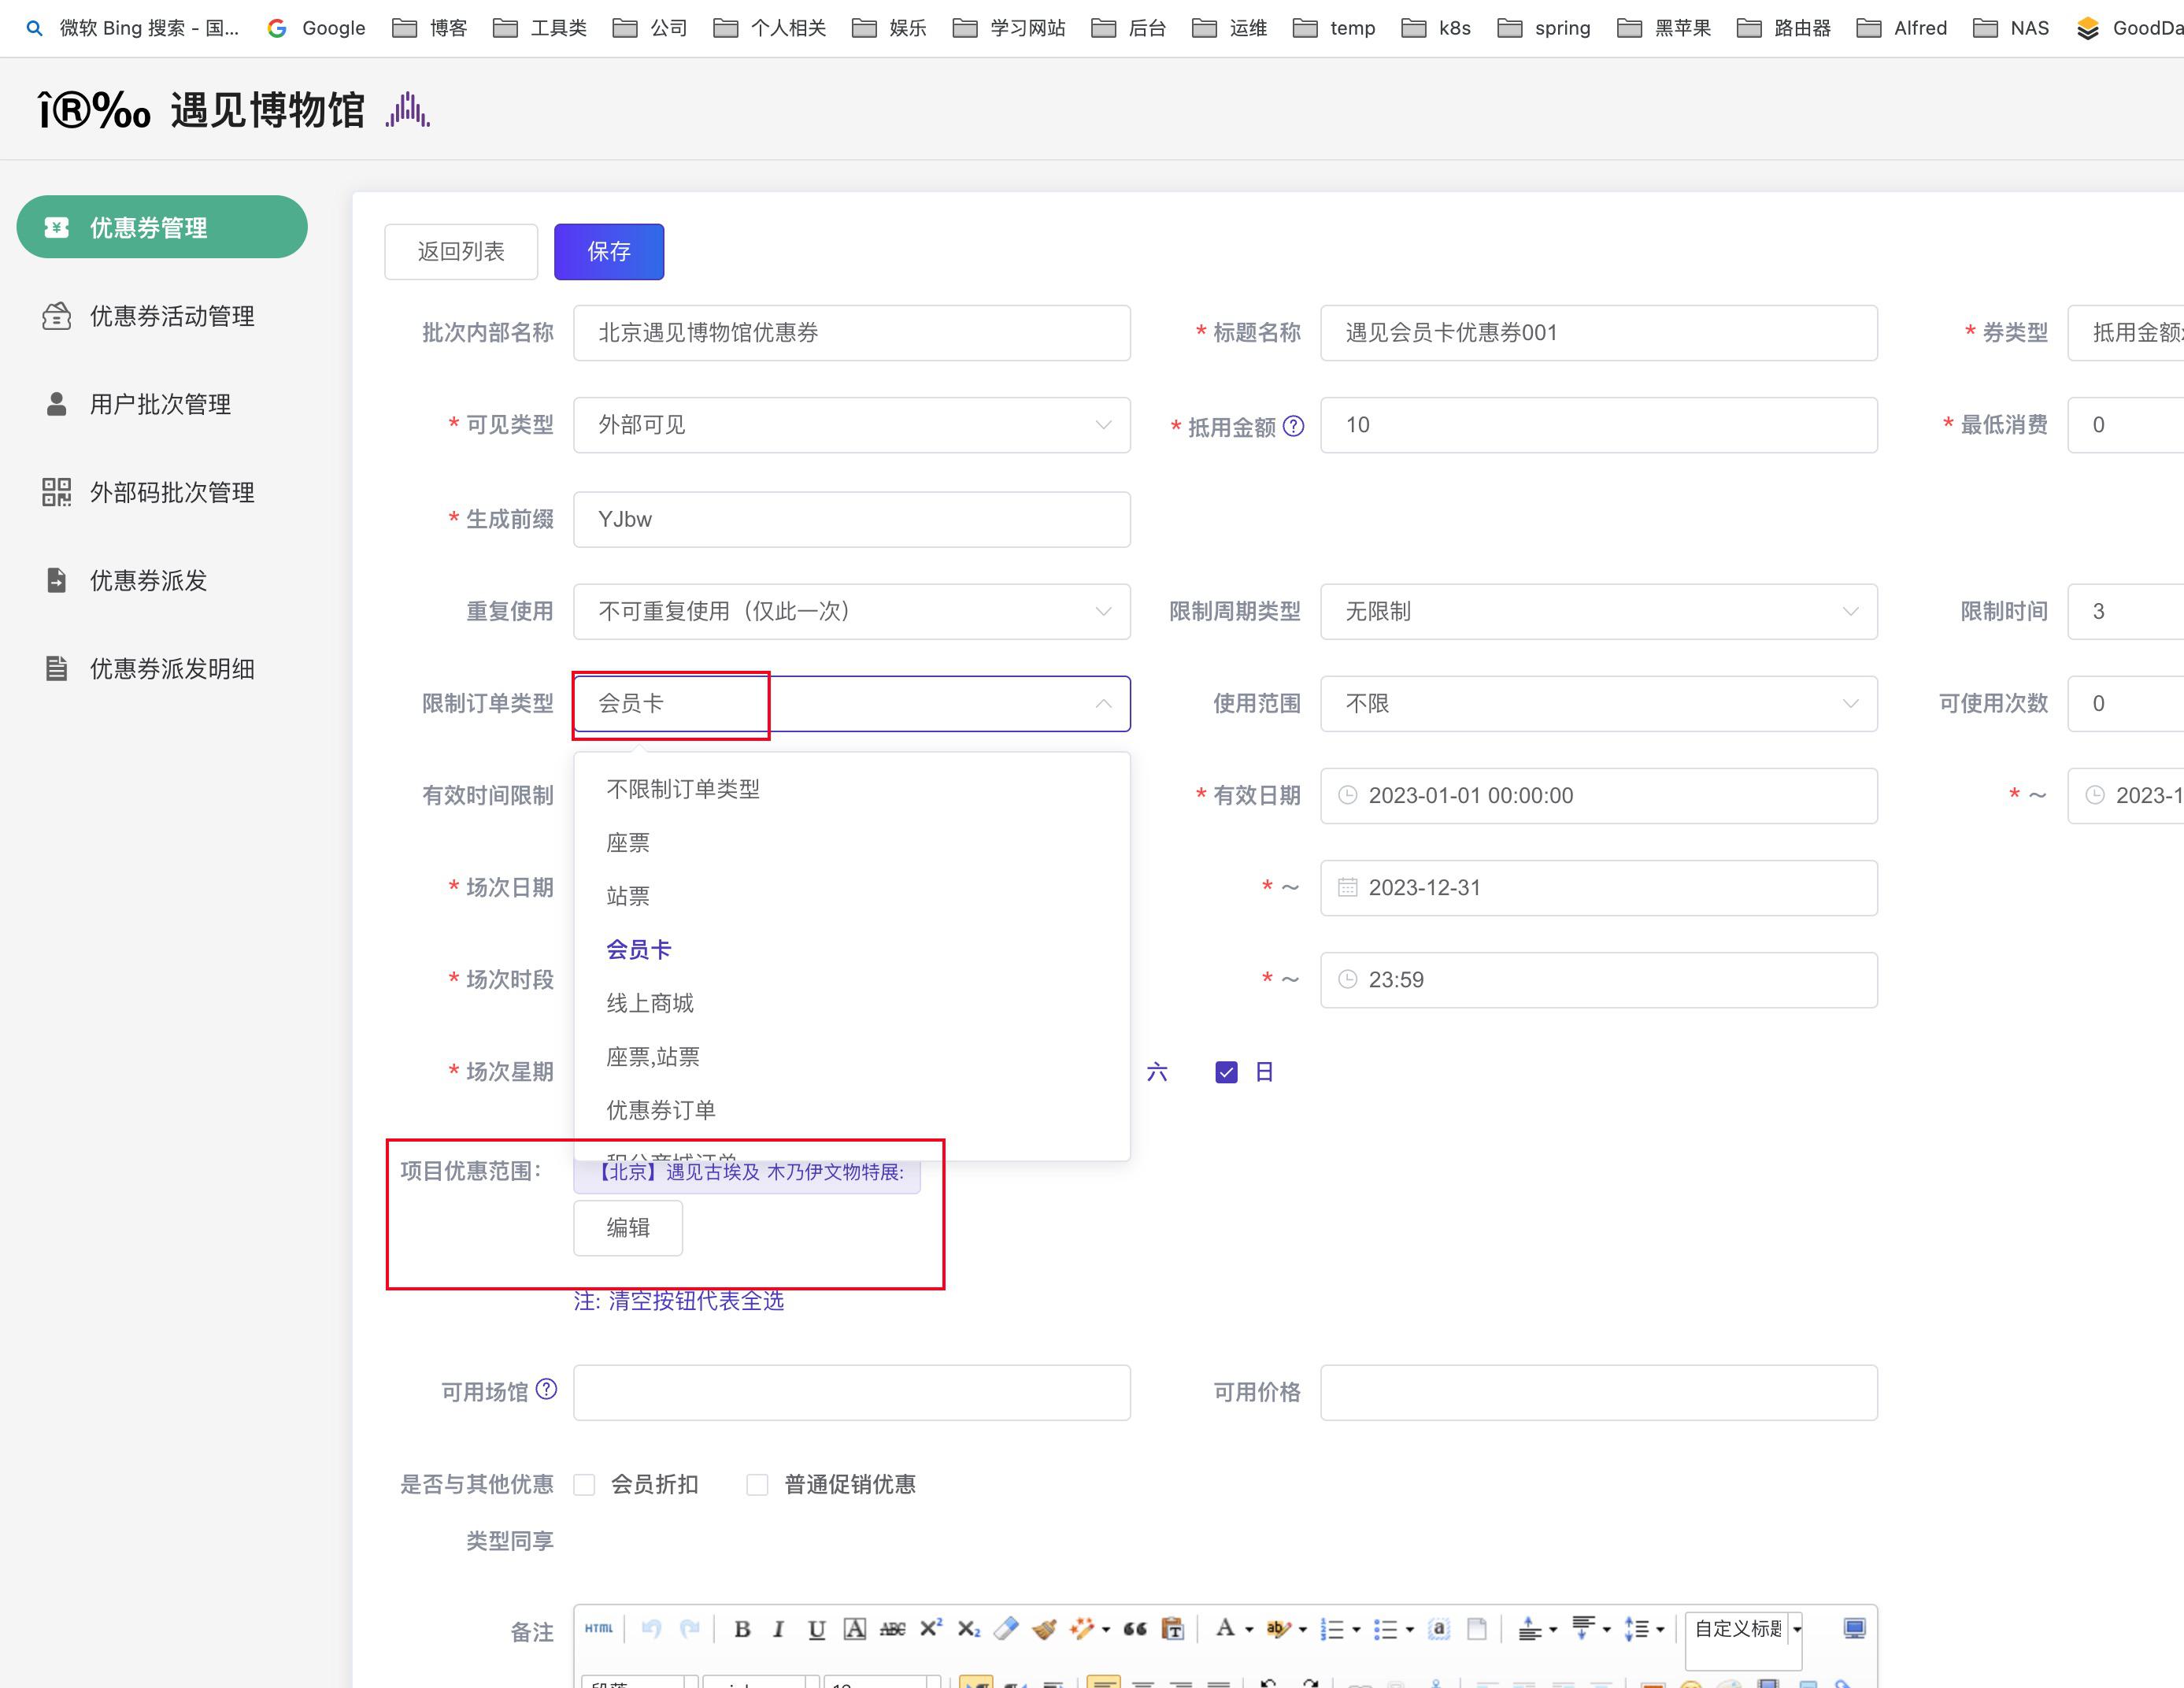 微软 Bing 搜索 - 国... Google 博客 工具类 公司 个人相关 娱乐 学习网站 后台 运维 temp k8s spring 黑苹果 路由器 Alfred NAS GoodDa
îⓇ‰ 遇见博物馆
优惠券管理
优惠券活动管理
用户批次管理
外部码批次管理
优惠券派发
优惠券派发明细
返回列表 保存
批次内部名称 北京遇见博物馆优惠券 * 标题名称 遇见会员卡优惠券001 * 券类型 抵用金额
* 可见类型 外部可见 * 抵用金额 ? 10 * 最低消费 0
* 生成前缀 YJbw
重复使用 不可重复使用（仅此一次） 限制周期类型 无限制 限制时间 3
限制订单类型 会员卡 使用范围 不限 可使用次数 0
有效时间限制 * 有效日期 2023-01-01 00:00:00 * ~ 2023-1
不限制订单类型
座票
站票
会员卡
线上商城
座票,站票
优惠券订单
积分商城订单
* 场次日期 * ~ 2023-12-31
* 场次时段 * ~ 23:59
* 场次星期 六 日
项目优惠范围: 【北京】遇见古埃及 木乃伊文物特展:
编辑
注: 清空按钮代表全选
可用场馆 ? 可用价格
是否与其他优惠 会员折扣 普通促销优惠
类型同享
备注 HTML B I U A ABC X² X₂ T A ab a 自定义标题